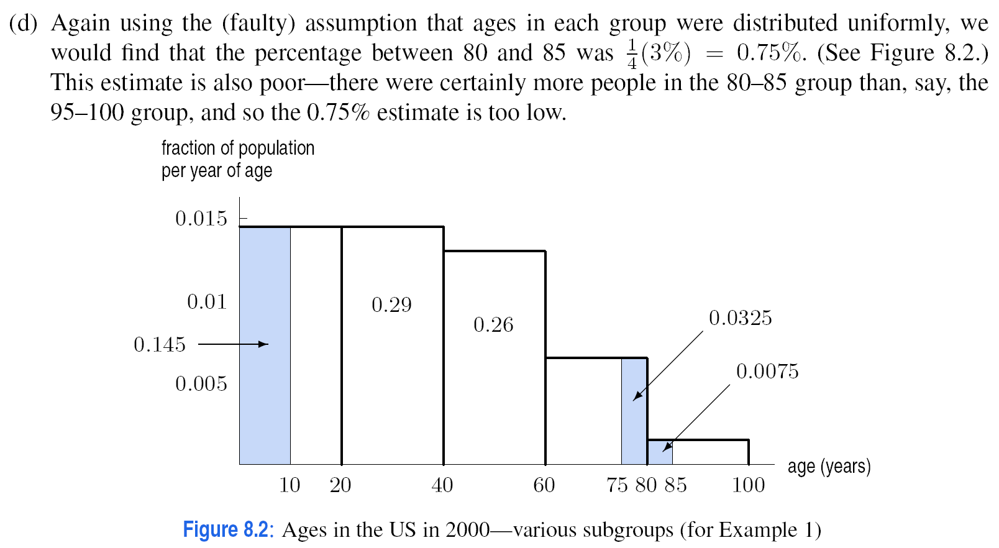 (d) Again using the (faulty) assumption that ages in each group were distributed uniformly, we
would find that the percentage between 80 and 85 was 1/4(3%) = 0.75%. (See Figure 8.2.)
This estimate is also poor—there were certainly more people in the 80–85 group than, say, the
95–100 group, and so the 0.75% estimate is too low.
fraction of population
per year of age
0.015
0.01
0.29
0.0325
0.26
0.145
0.0075
0.005
age (years)
10 20 40 60 75 80 85 100
Figure 8.2: Ages in the US in 2000—various subgroups (for Example 1)